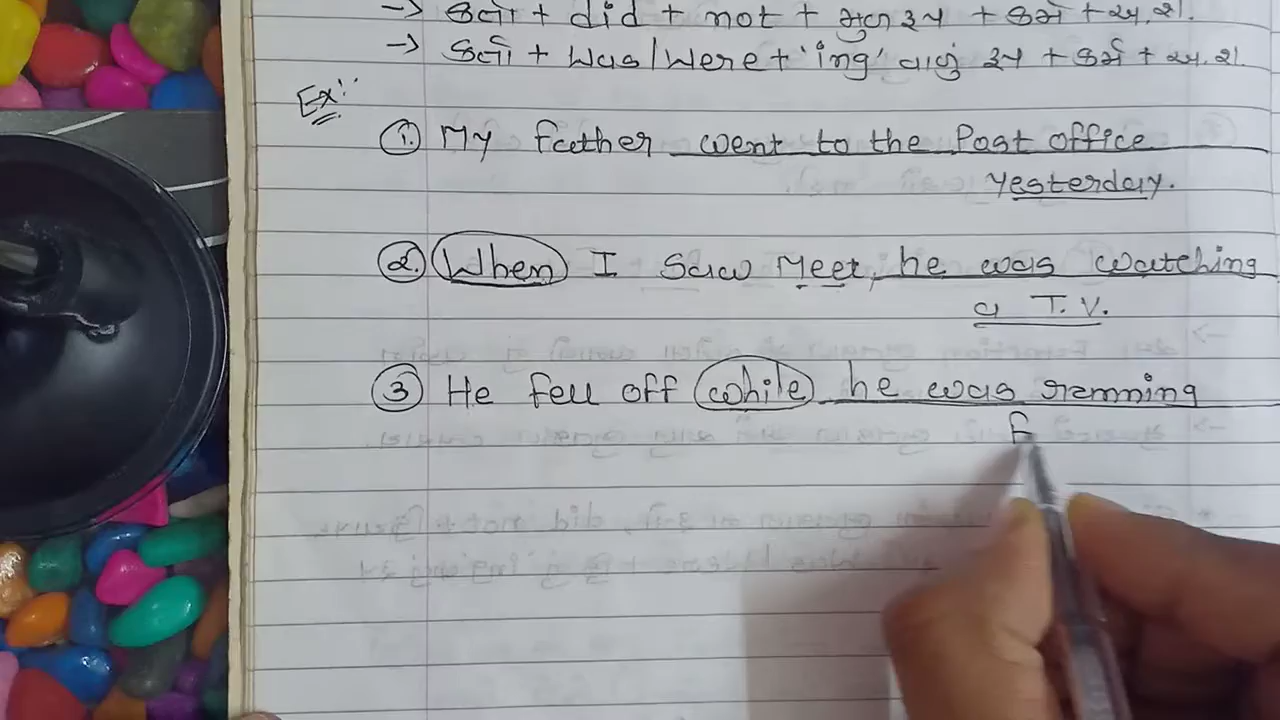 -> કર્તા + did + not + મુળરૂપ + કર્મ + અ.શ.
-> કર્તા + was/were + 'ing' વાળું રૂપ + કર્મ + અ.શ.
Ex:-
①. My father went to the Post office
yesterday.
②. When I saw Meet, he was watching
a T.V.
③ He fell off while he was running
f